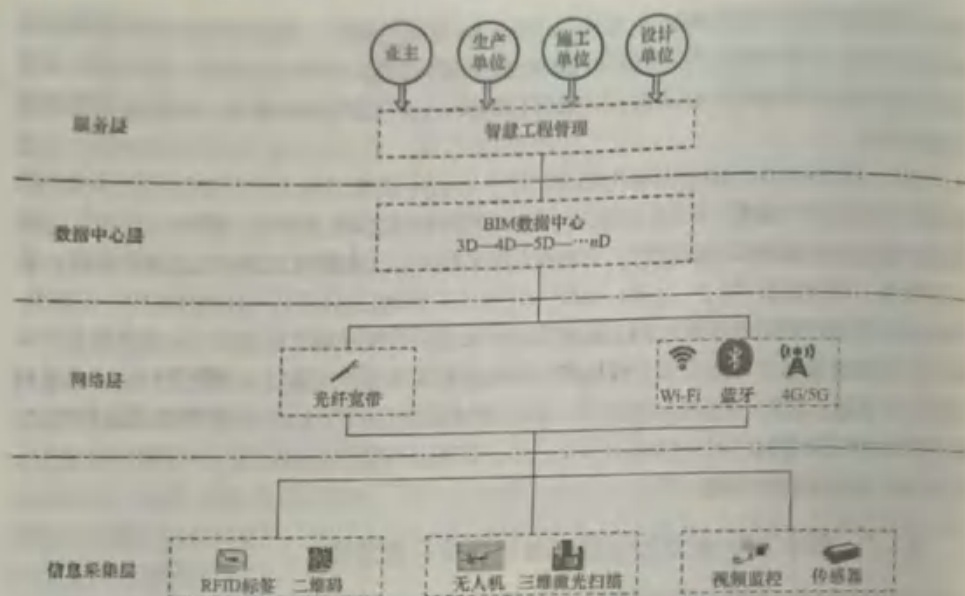 业主
生产
单位
施工
单位
设计
单位
服务层
智慧工程管理
数据中心层
BIM数据中心
3D—4D—5D—…nD
网络层
光纤宽带
Wi-Fi 蓝牙 4G/5G
信息采集层
RFID标签 二维码
无人机 三维激光扫描
视频监控 传感器